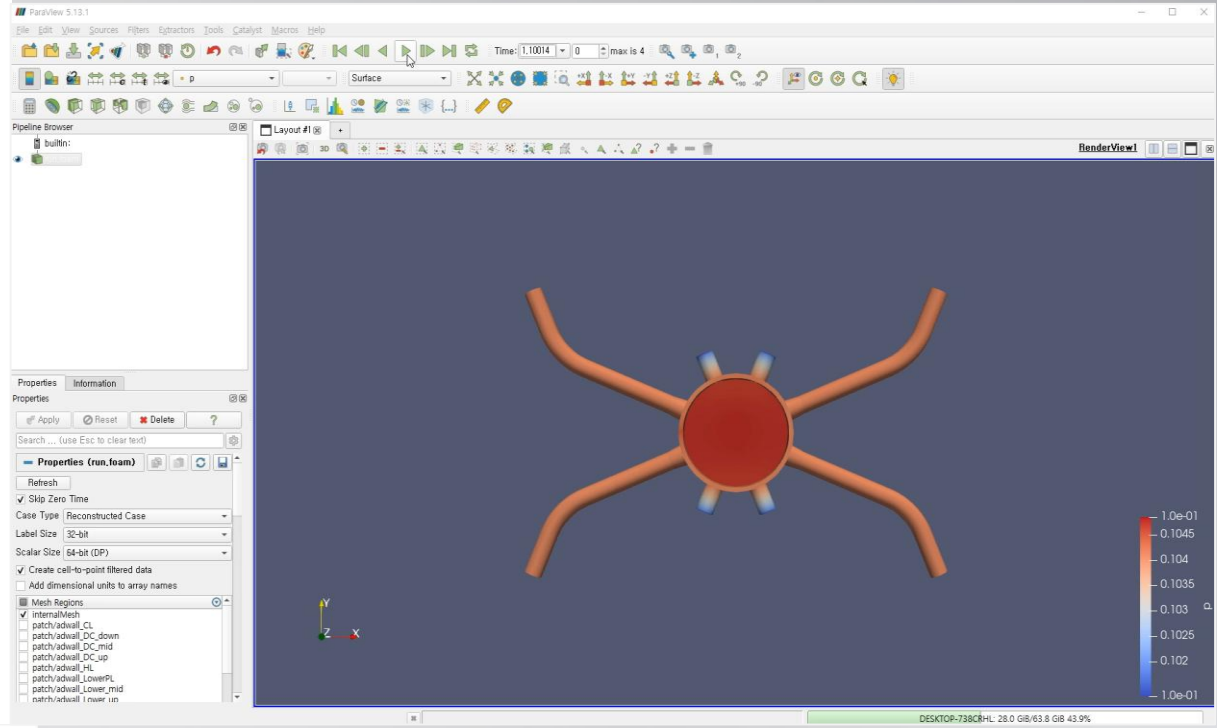 ParaView 5.13.1
File Edit View Sources Filters Extractors Tools Catalyst Macros Help
Time: 1.10014 0 max is 4
p Surface
Pipeline Browser
Layout #1
builtin:
3D
RenderView1
Properties Information
Properties
Apply Reset Delete ?
Search ... (use Esc to clear text)
Properties (run.foam)
Refresh
Skip Zero Time
Case Type Reconstructed Case
Label Size 32-bit
Scalar Size 64-bit (DP)
Create cell-to-point filtered data
Add dimensional units to array names
Mesh Regions
internalMesh
patch/adwall_CL
patch/adwall_DC_down
patch/adwall_DC_mid
patch/adwall_DC_up
patch/adwall_HL
patch/adwall_LowerPL
patch/adwall_Lower_mid
patch/adwall_Lower_up
Y
Z X
1.0e-01
0.1045
0.104
0.1035
0.103
p
0.1025
0.102
1.0e-01
DESKTOP-738CRHL: 28.0 GiB/63.8 GiB 43.9%